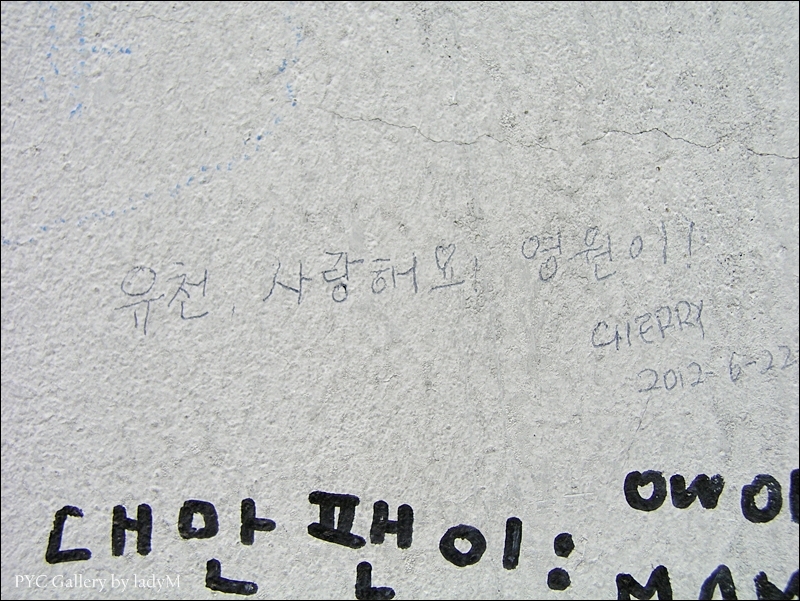 유천, 사랑해요, 영원이!
CHERRY
2012-6-22
대만 팬이:
PYC Gallery by ladyM